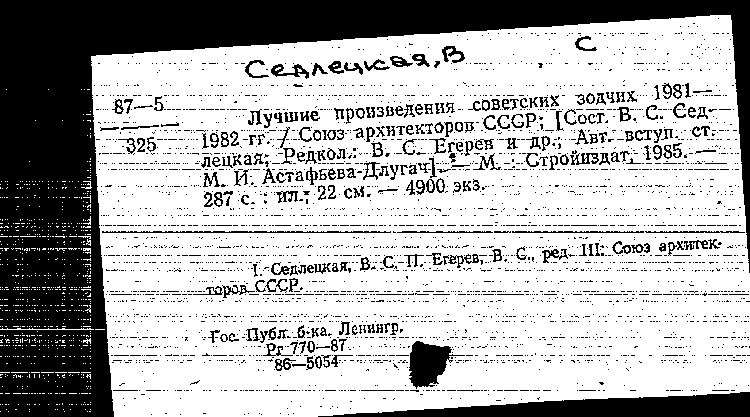 Седлецкая, В С
87—5
325
Лучшие произведения советских зодчих 1981—
1982 гг. / Союз архитекторов СССР; [Сост. В. С. Сед-
лецкая; Редкол.: В. С. Егерев и др.; Авт. вступ. ст.
М. И. Астафьева-Длугач]. — М. : Стройиздат, 1985. —
287 с. : ил.; 22 см. — 4900 экз.
I. Седлецкая, В. С. II. Егерев, В. С., ред. III. Союз архитек-
торов СССР.
Гос. Публ. б-ка. Ленингр.
Рг 770—87
86—5054